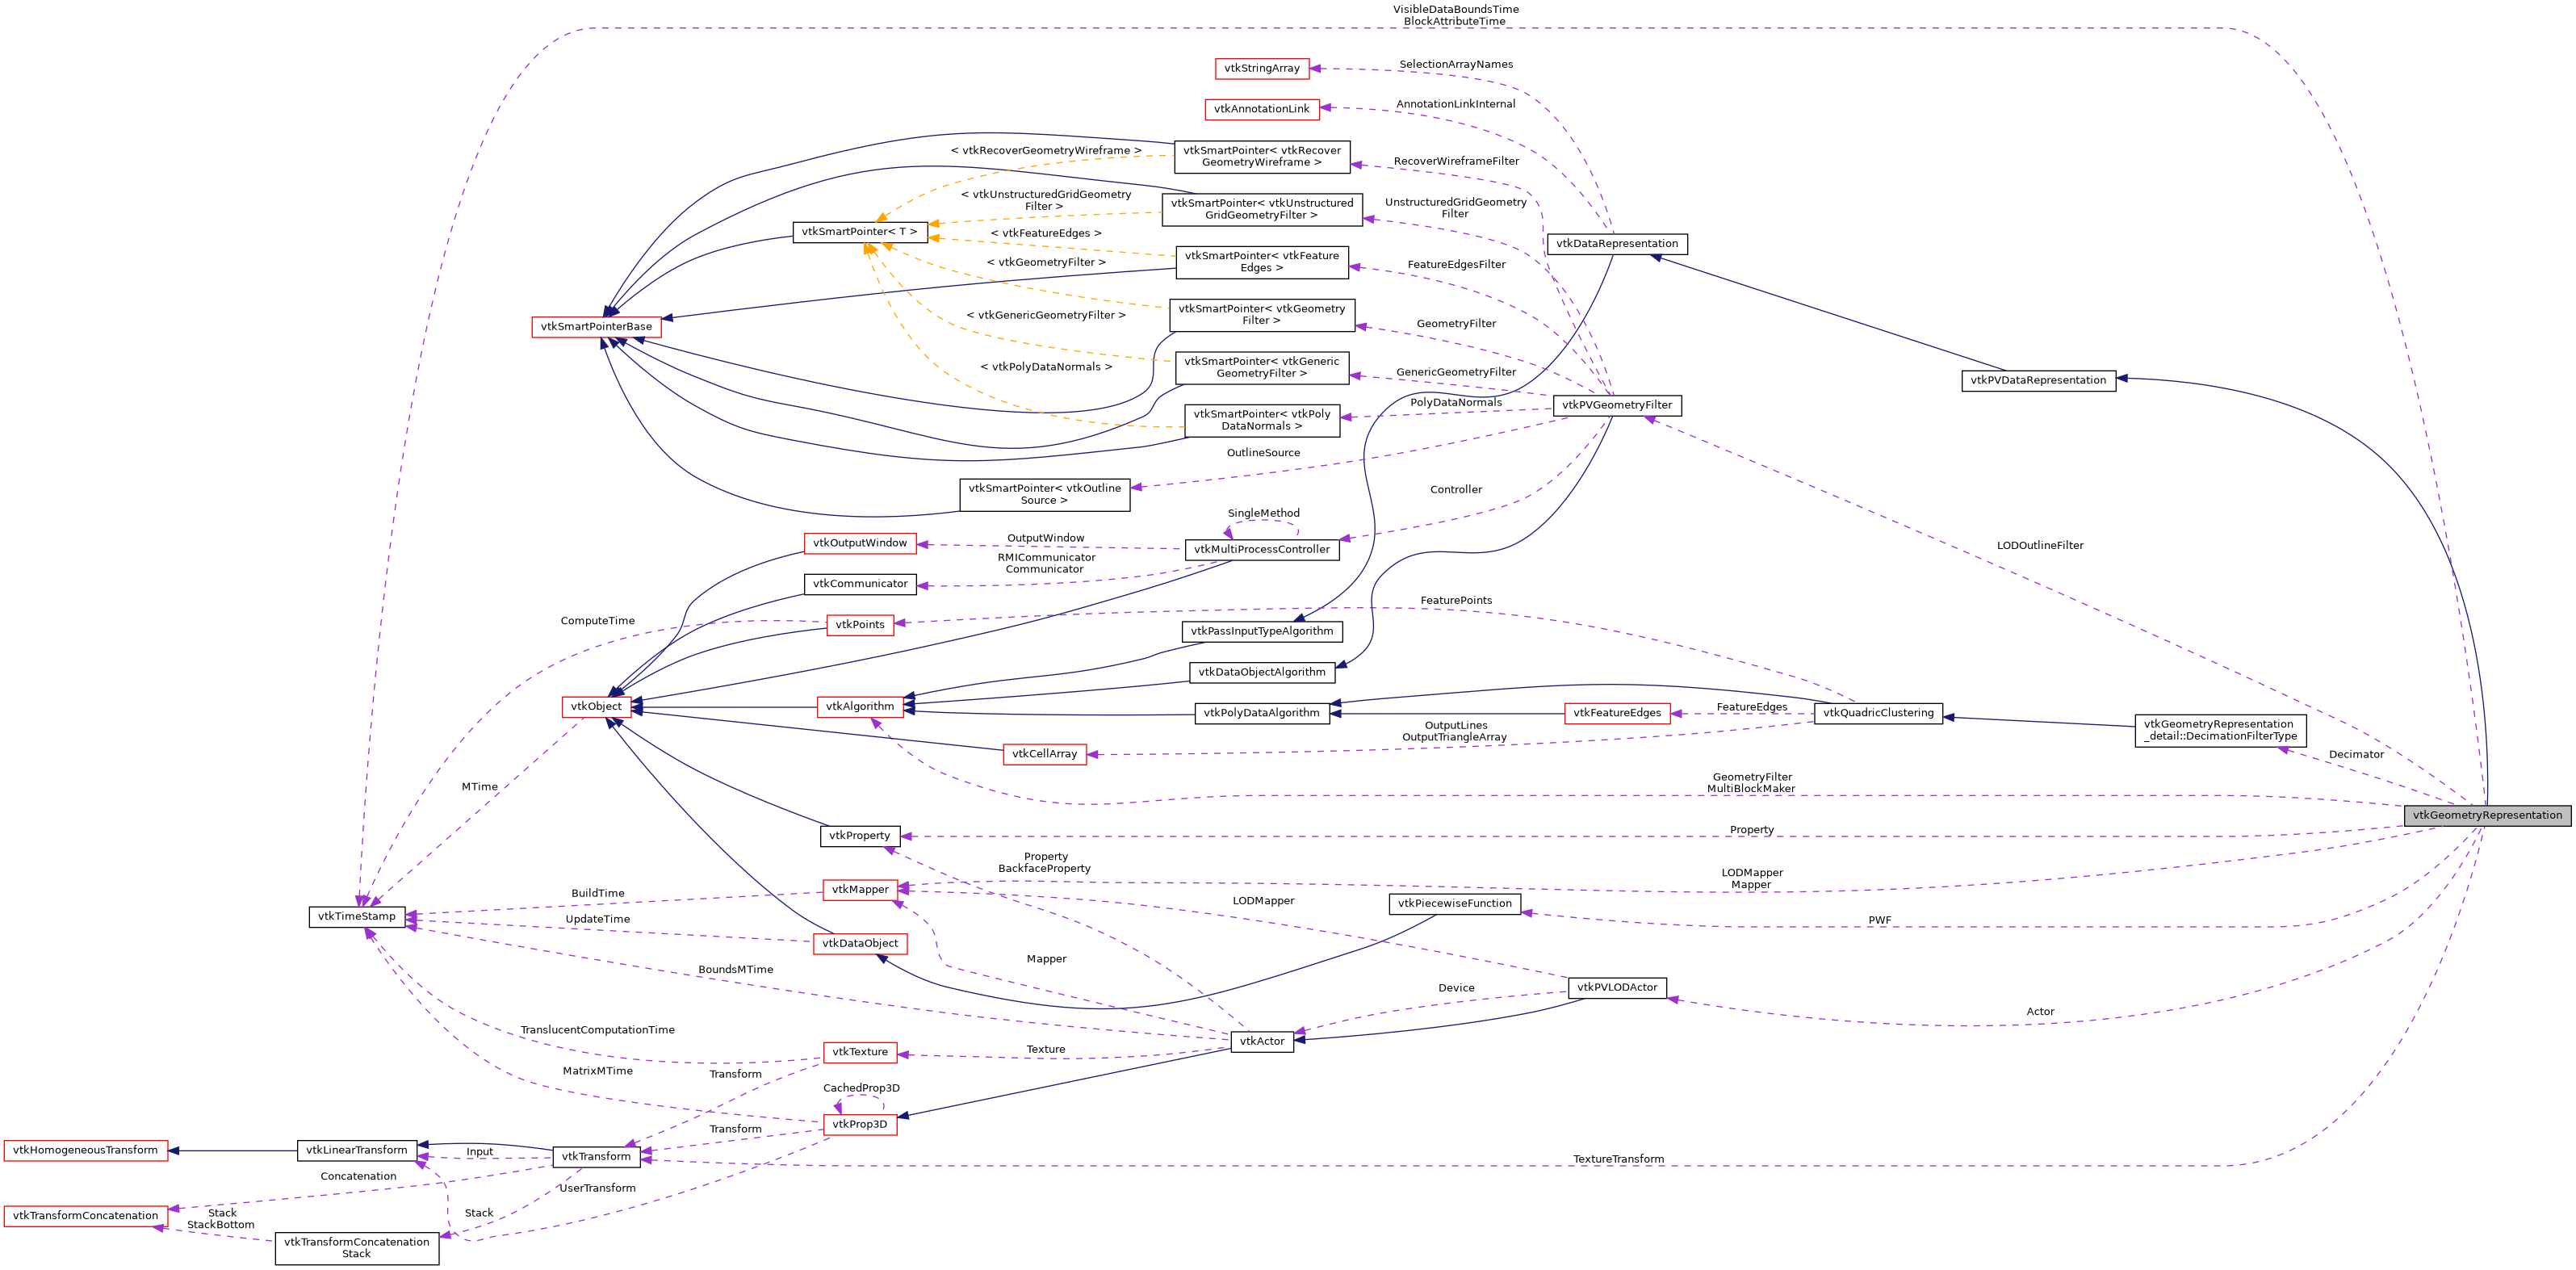 VisibleDataBoundsTime
BlockAttributeTime
SelectionArrayNames
vtkStringArray
AnnotationLinkInternal
vtkAnnotationLink
< vtkRecoverGeometryWireframe >
vtkSmartPointer< vtkRecover
GeometryWireframe >
RecoverWireframeFilter
< vtkUnstructuredGridGeometry
Filter >
vtkSmartPointer< vtkUnstructured
GridGeometryFilter >
UnstructuredGridGeometry
Filter
vtkSmartPointer< T >
< vtkFeatureEdges >
vtkSmartPointer< vtkFeature
Edges >
FeatureEdgesFilter
vtkDataRepresentation
< vtkGeometryFilter >
vtkSmartPointer< vtkGeometry
Filter >
GeometryFilter
vtkSmartPointerBase
< vtkGenericGeometryFilter >
vtkSmartPointer< vtkGeneric
GeometryFilter >
GenericGeometryFilter
vtkPVDataRepresentation
< vtkPolyDataNormals >
vtkSmartPointer< vtkPoly
DataNormals >
PolyDataNormals
vtkPVGeometryFilter
OutlineSource
vtkSmartPointer< vtkOutline
Source >
Controller
SingleMethod
vtkOutputWindow
OutputWindow
vtkMultiProcessController
LODOutlineFilter
RMICommunicator
Communicator
vtkCommunicator
FeaturePoints
ComputeTime
vtkPoints
vtkPassInputTypeAlgorithm
vtkDataObjectAlgorithm
vtkObject
vtkAlgorithm
vtkPolyDataAlgorithm
vtkFeatureEdges
FeatureEdges
vtkQuadricClustering
OutputLines
OutputTriangleArray
vtkGeometryRepresentation
_detail::DecimationFilterType
vtkCellArray
Decimator
MTime
GeometryFilter
MultiBlockMaker
vtkGeometryRepresentation
vtkProperty
Property
Property
BackfaceProperty
LODMapper
Mapper
BuildTime
vtkMapper
LODMapper
vtkPiecewiseFunction
PWF
vtkTimeStamp
UpdateTime
vtkDataObject
BoundsMTime
Mapper
Device
vtkPVLODActor
Actor
TranslucentComputationTime
vtkTexture
Texture
vtkActor
MatrixMTime
Transform
CachedProp3D
vtkProp3D
Transform
vtkHomogeneousTransform
vtkLinearTransform
Input
vtkTransform
TextureTransform
Concatenation
UserTransform
vtkTransformConcatenation
Stack
StackBottom
Stack
vtkTransformConcatenation
Stack